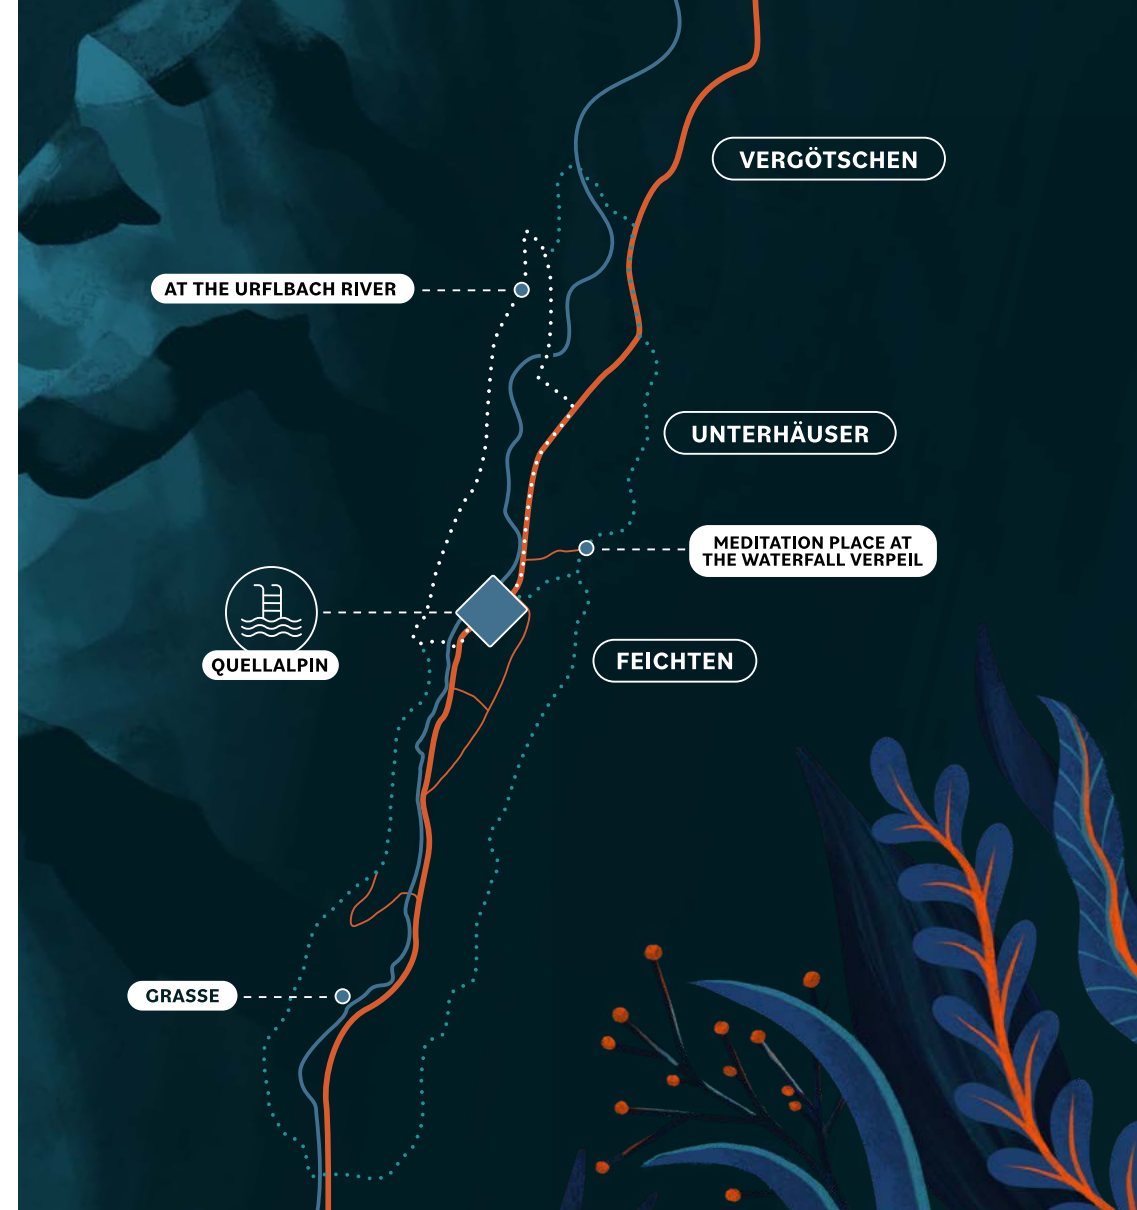 VERGÖTSCHEN
AT THE URFLBACH RIVER
UNTERHÄUSER
MEDITATION PLACE AT
THE WATERFALL VERPEIL
QUELLALPIN
FEICHTEN
GRASSE